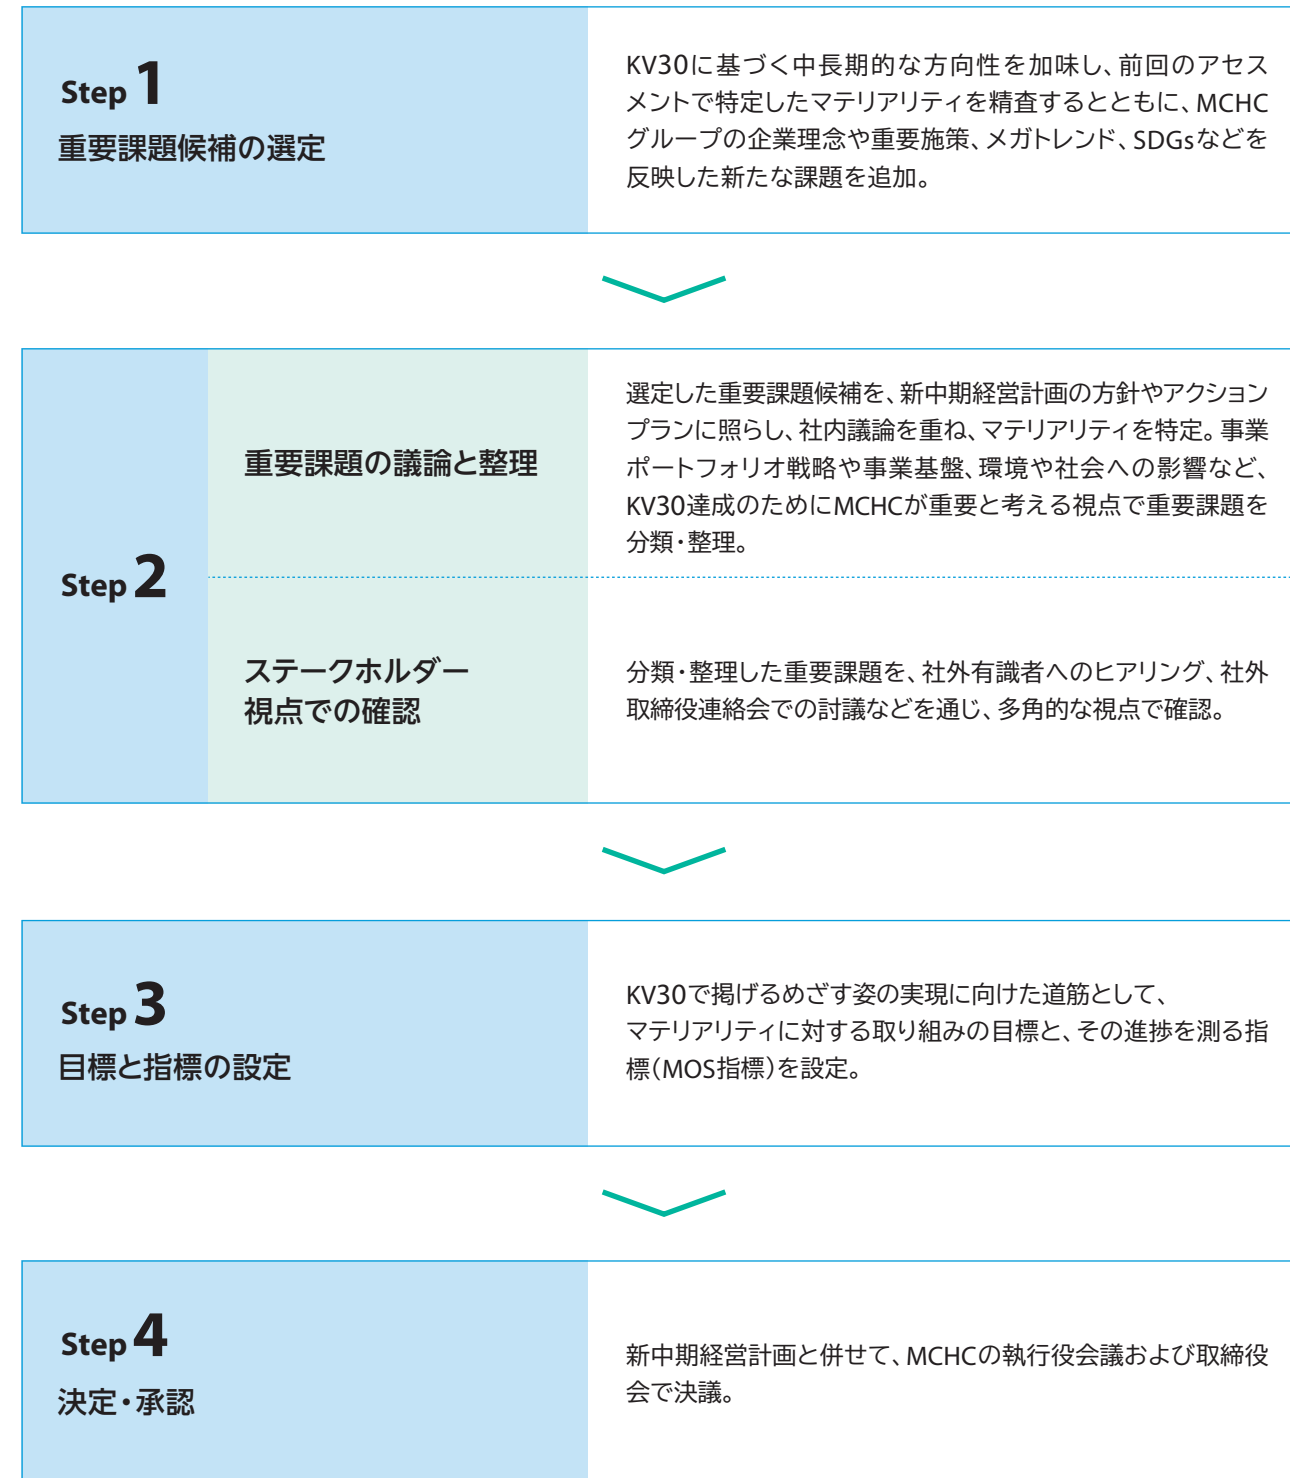 Step 1
重要課題候補の選定
KV30に基づく中長期的な方向性を加味し、前回のアセス
メントで特定したマテリアリティを精査するとともに、MCHC
グループの企業理念や重要施策、メガトレンド、SDGsなどを
反映した新たな課題を追加。
Step 2
重要課題の議論と整理
選定した重要課題候補を、新中期経営計画の方針やアクション
プランに照らし、社内議論を重ね、マテリアリティを特定。事業
ポートフォリオ戦略や事業基盤、環境や社会への影響など、
KV30達成のためにMCHCが重要と考える視点で重要課題を
分類・整理。
ステークホルダー
視点での確認
分類・整理した重要課題を、社外有識者へのヒアリング、社外
取締役連絡会での討議などを通じ、多角的な視点で確認。
Step 3
目標と指標の設定
KV30で掲げるめざす姿の実現に向けた道筋として、
マテリアリティに対する取り組みの目標と、その進捗を測る指
標(MOS指標)を設定。
Step 4
決定・承認
新中期経営計画と併せて、MCHCの執行役会議および取締役
会で決議。